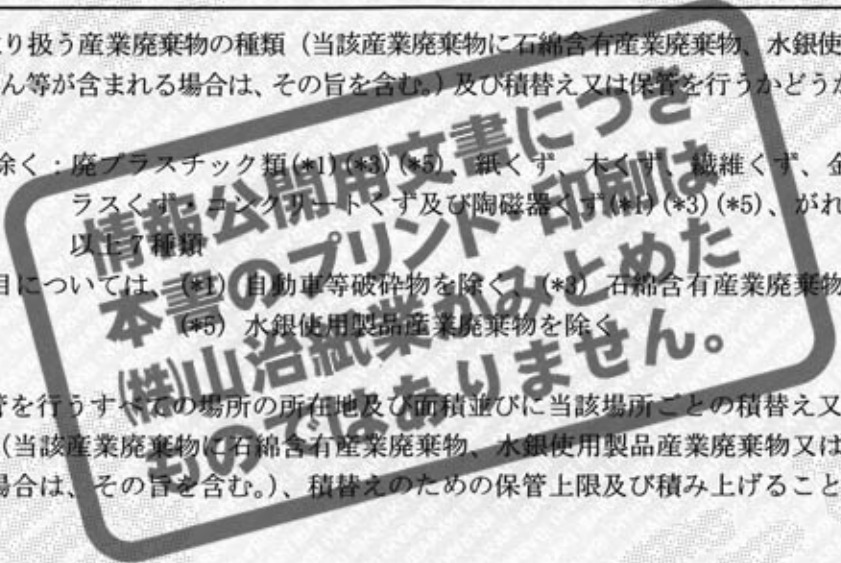 り扱う産業廃棄物の種類（当該産業廃棄物に石綿含有産業廃棄物、水銀使
ん等が含まれる場合は、その旨を含む。）及び積替え又は保管を行うかどうか
除く：廃プラスチック類(*1)(*3)(*5)、紙くず、木くず、繊維くず、金
ラスくず・コンクリートくず及び陶磁器くず(*1)(*3)(*5)、がれ
以上7種類
目については、(*1) 自動車等破砕物を除く、(*3) 石綿含有産業廃棄物
(*5) 水銀使用製品産業廃棄物を除く
管を行うすべての場所の所在地及び面積並びに当該場所ごとの積替え又
（当該産業廃棄物に石綿含有産業廃棄物、水銀使用製品産業廃棄物又は
場合は、その旨を含む。）、積替えのための保管上限及び積み上げること
情報公開用文書につき
本書のプリント・印刷は
(株)山治紙業がみとめた
ものではありません。